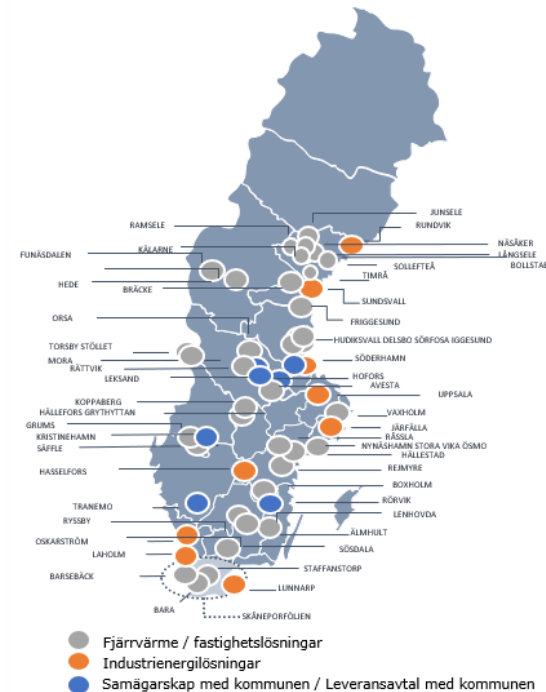 JUNSELE
RAMSELE
RUNDVIK
NÄSÅKER
KÄLARNE
FUNÄSDALEN
LÅNGSELE
BOLLSTA
SOLLEFTEÅ
TIMRÅ
HEDE
BRÄCKE
SUNDSVALL
ORSA
FRIGGESUND
HUDIKSVALL DELSBO SÖRFOSA IGGESUND
TORSBY STÖLLET
MORA
SÖDERHAMN
RÄTTVIK
LEKSAND
HOFORS
AVESTA
UPPSALA
KOPPABERG
HÄLLEFORS GRYTHYTTAN
VAXHOLM
GRUMS
JÄRFÄLLA
KRISTINEHAMN
RÅSSLA
SÄFFLE
NYNÄSHAMN STORA VIKA ÖSMO
HÄLLESTAD
HASSELFORS
REJMYRE
BOXHOLM
RÖRVIK
TRANEMO
LENHOVDA
RYSSBY
ÄLMHULT
OSKARSTRÖM
SÖSDALA
LAHOLM
STAFFANSTORP
BARSEBÄCK
LUNNARP
BARA
SKÅNEPORFÖLJEN
Fjärrvärme / fastighetslösningar
Industrienergilösningar
Samägarskap med kommunen / Leveransavtal med kommunen